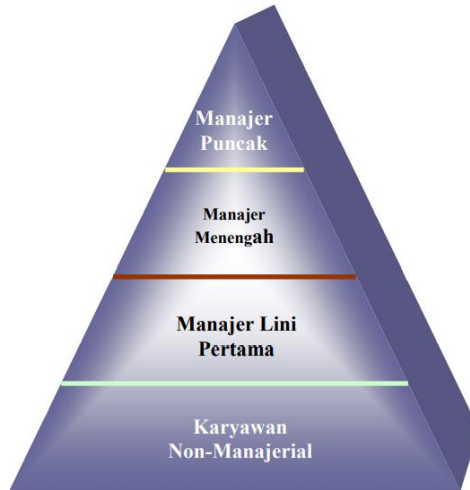 Manajer
Puncak
Manajer
Menengah
Manajer Lini
Pertama
Karyawan
Non-Manajerial